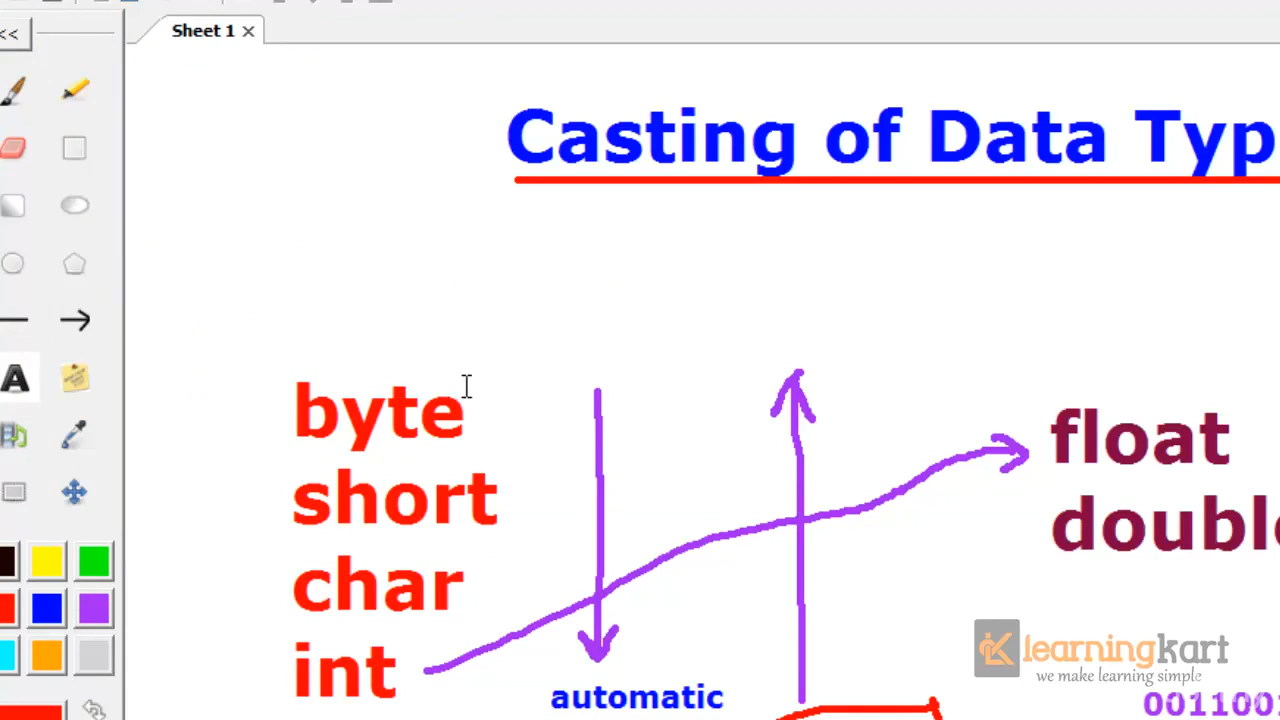 <<
Sheet 1
Casting of Data Typ
byte
short
char
int
automatic
float
double
A
learningkart
we make learning simple
001100